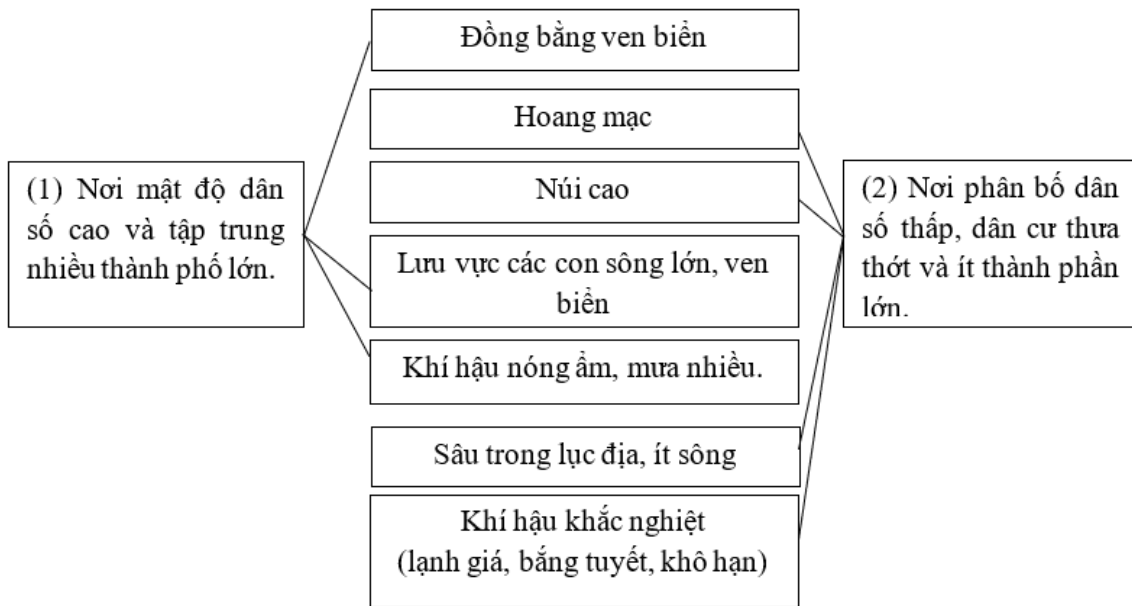 Đồng bằng ven biển
Hoang mạc
(1) Nơi mật độ dân
số cao và tập trung
nhiều thành phố lớn.
Núi cao
(2) Nơi phân bố dân
số thấp, dân cư thưa
thớt và ít thành phần
lớn.
Lưu vực các con sông lớn, ven
biển
Khí hậu nóng ẩm, mưa nhiều.
Sâu trong lục địa, ít sông
Khí hậu khắc nghiệt
(lạnh giá, bắng tuyết, khô hạn)